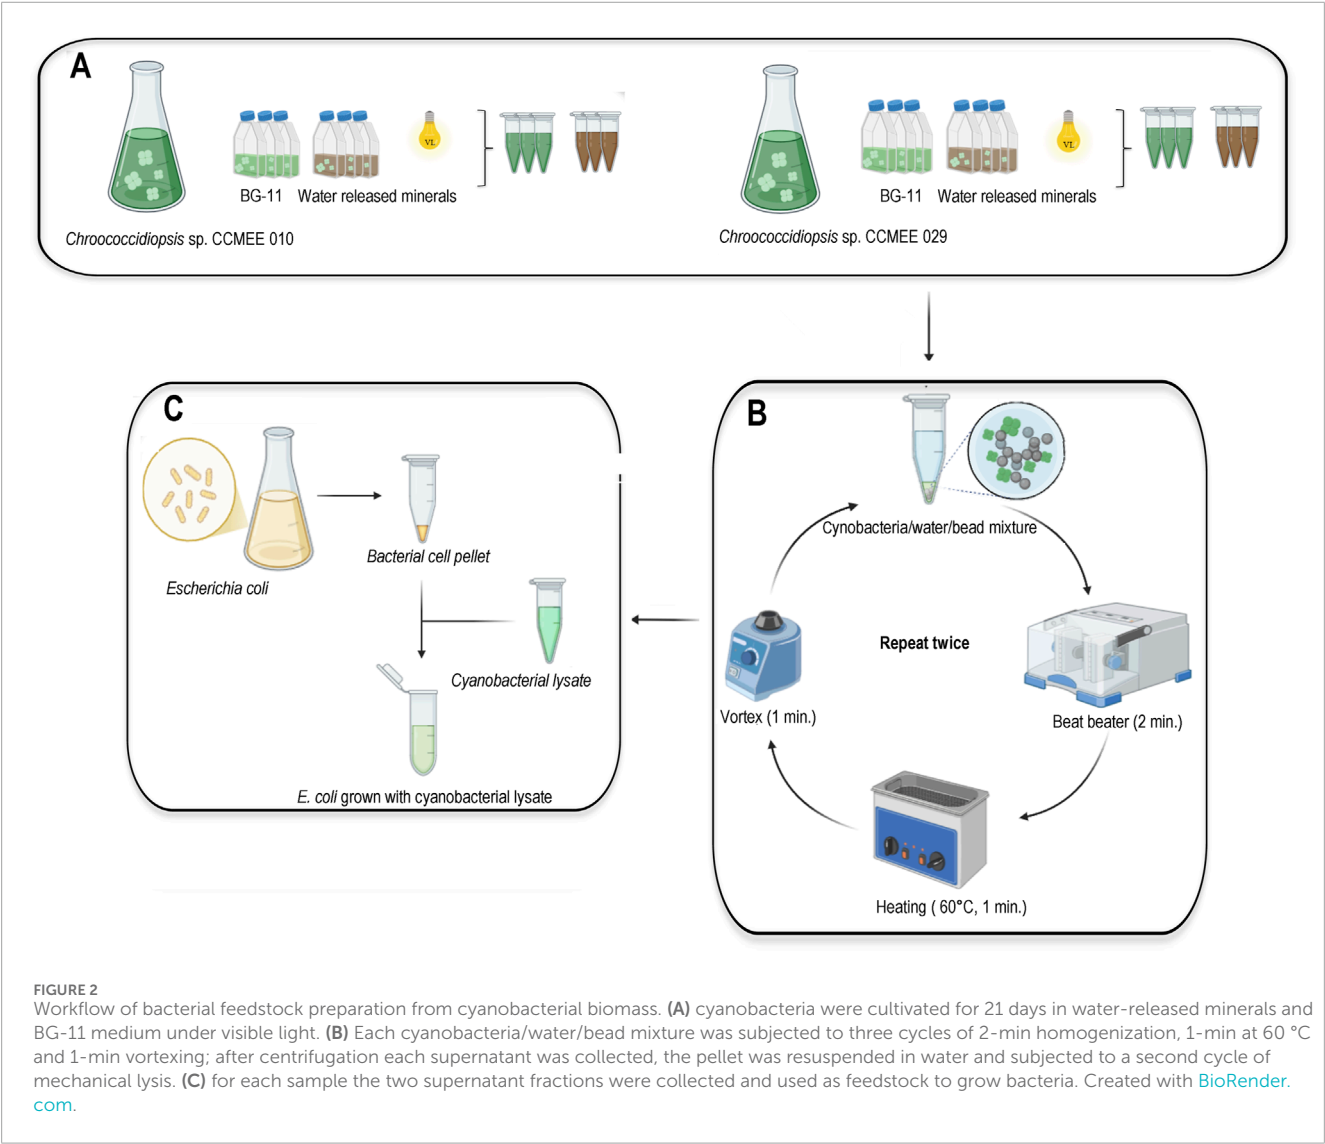 A
VL
BG-11 Water released minerals
Chroococcidiopsis sp. CCMEE 010
VL
BG-11 Water released minerals
Chroococcidiopsis sp. CCMEE 029
B
Cynobacteria/water/bead mixture
Repeat twice
Beat beater (2 min.)
Heating ( 60°C, 1 min.)
Vortex (1 min.)
C
Escherichia coli
Bacterial cell pellet
Cyanobacterial lysate
E. coli grown with cyanobacterial lysate
FIGURE 2
Workflow of bacterial feedstock preparation from cyanobacterial biomass. (A) cyanobacteria were cultivated for 21 days in water-released minerals and
BG-11 medium under visible light. (B) Each cyanobacteria/water/bead mixture was subjected to three cycles of 2-min homogenization, 1-min at 60 °C
and 1-min vortexing; after centrifugation each supernatant was collected, the pellet was resuspended in water and subjected to a second cycle of
mechanical lysis. (C) for each sample the two supernatant fractions were collected and used as feedstock to grow bacteria. Created with BioRender.
com.